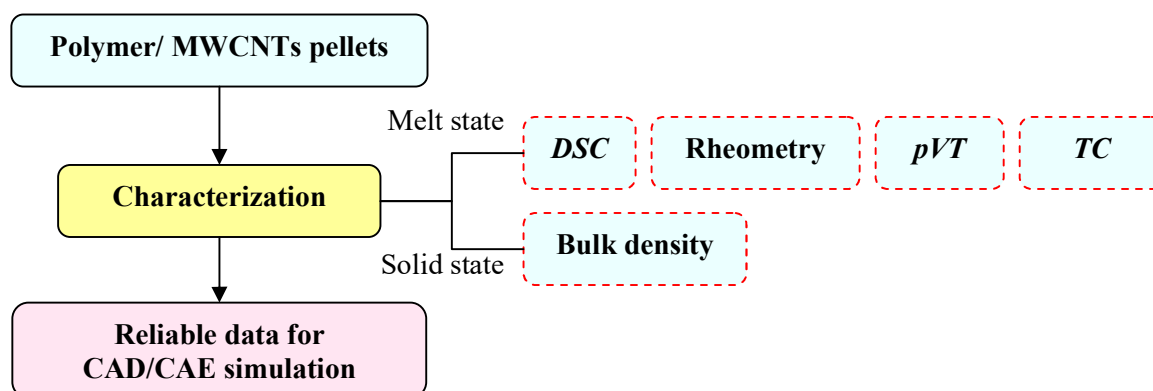 Polymer/ MWCNTs pellets
Melt state
DSC
Rheometry
pVT
TC
Characterization
Bulk density
Solid state
Reliable data for
CAD/CAE simulation